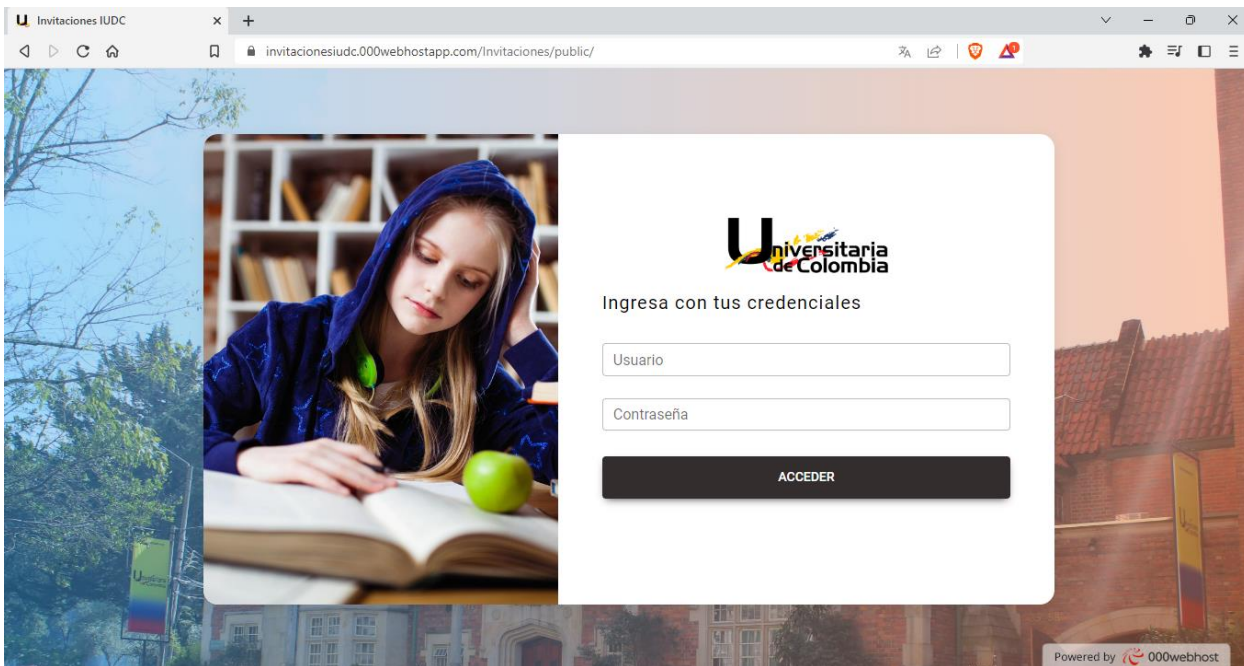 Invitaciones IUDC
invitacionesiudc.000webhostapp.com/Invitaciones/public/
Universitaria
de Colombia
Ingresa con tus credenciales
Usuario
Contraseña
ACCEDER
Powered by 000webhost